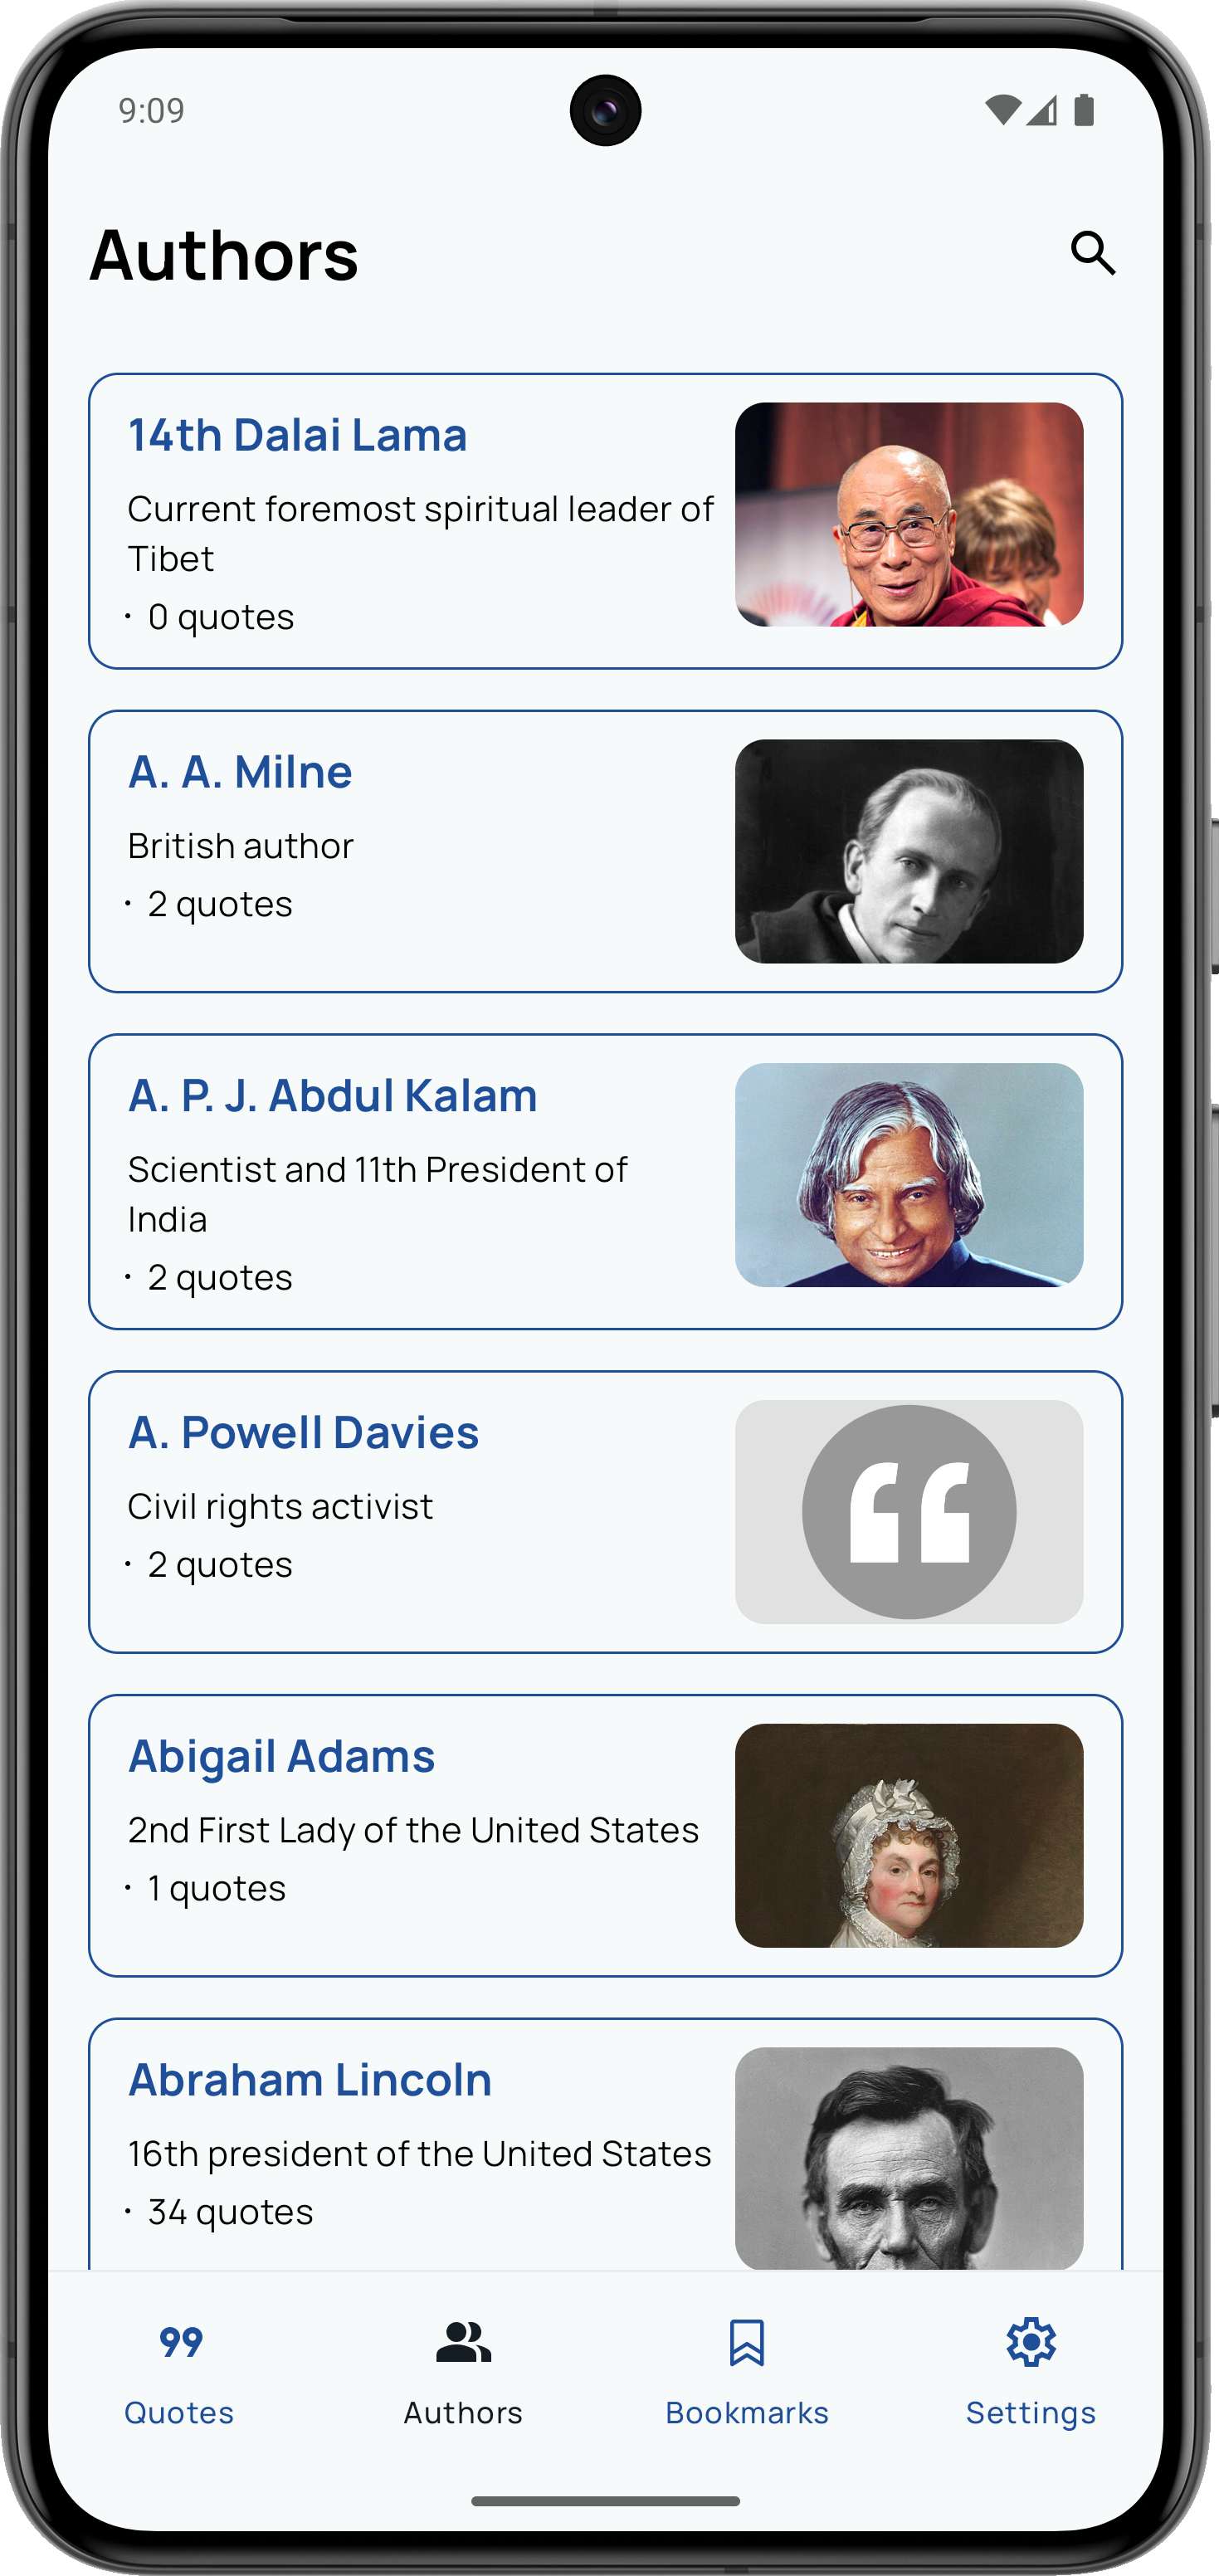 9:09
Authors
14th Dalai Lama
Current foremost spiritual leader of
Tibet
· 0 quotes
A. A. Milne
British author
· 2 quotes
A. P. J. Abdul Kalam
Scientist and 11th President of
India
· 2 quotes
A. Powell Davies
Civil rights activist
· 2 quotes
Abigail Adams
2nd First Lady of the United States
· 1 quotes
Abraham Lincoln
16th president of the United States
· 34 quotes
Quotes
Authors
Bookmarks
Settings